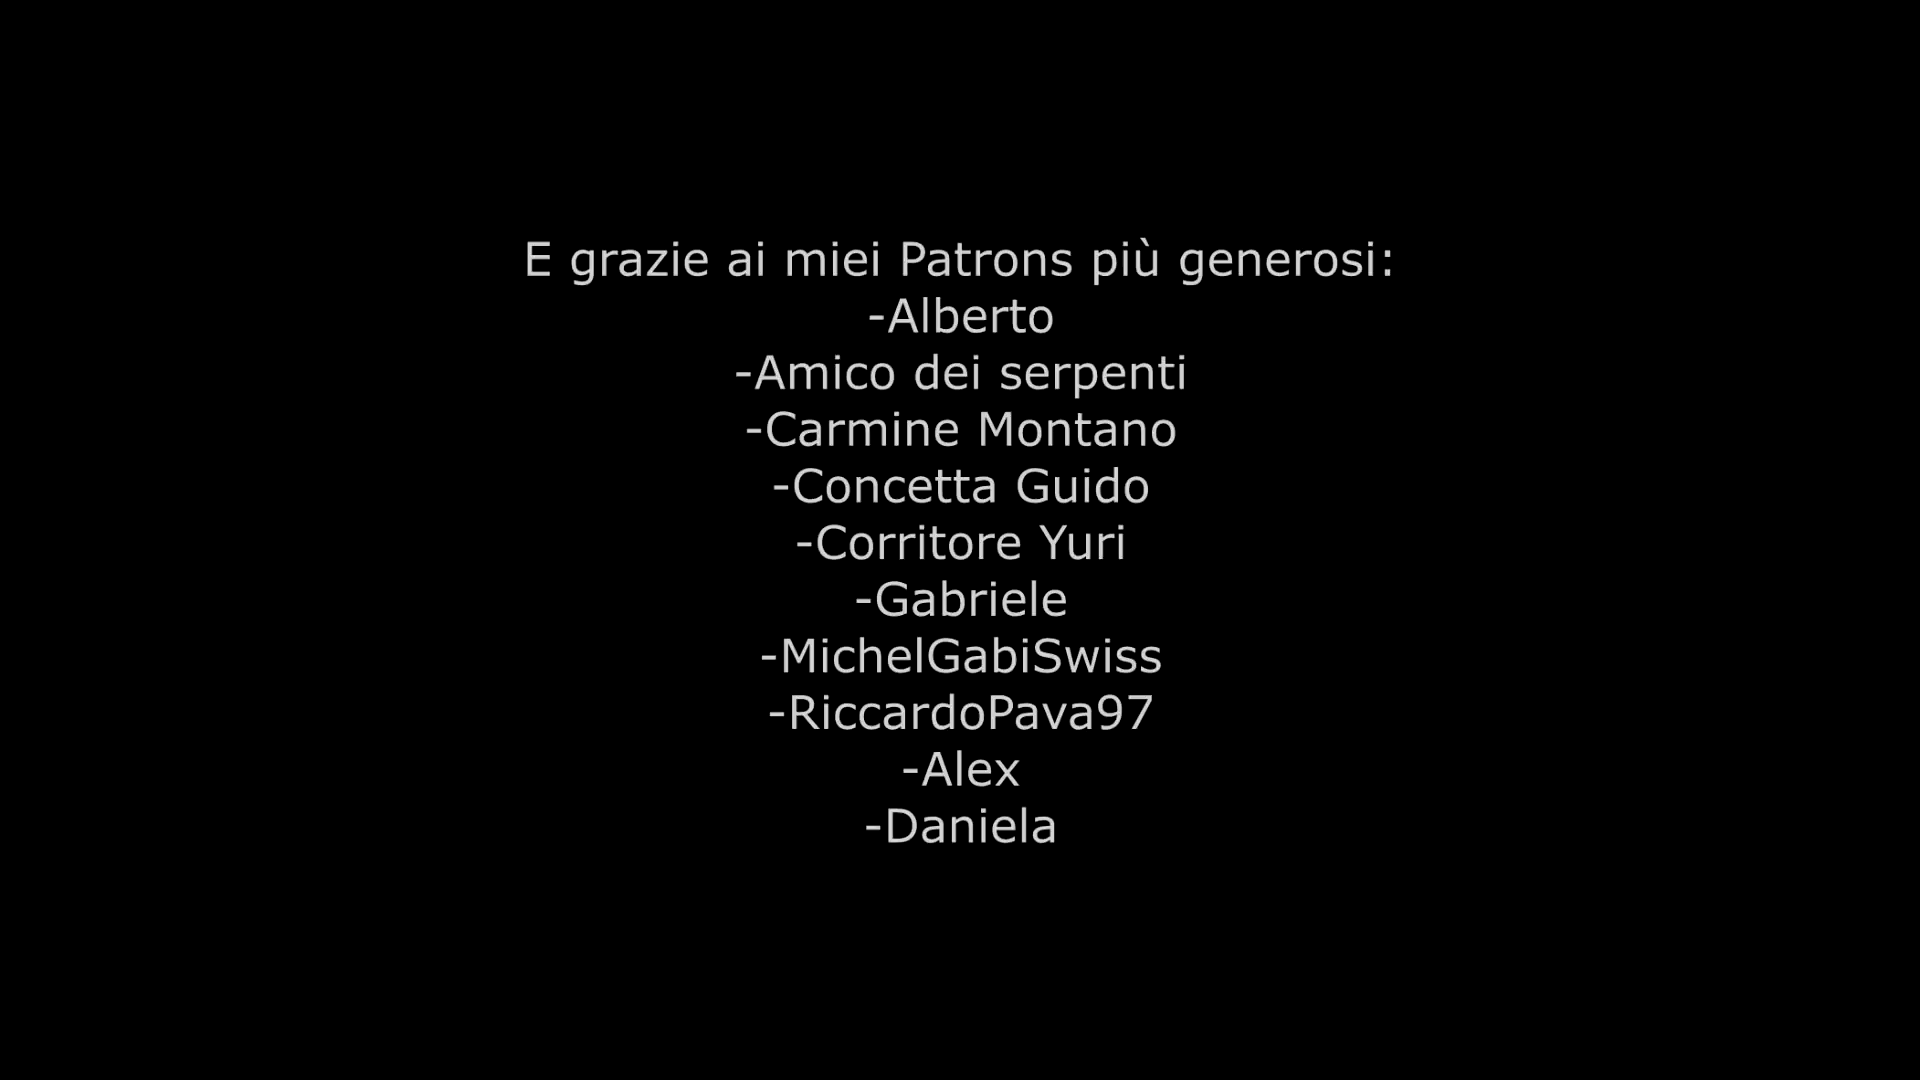 E grazie ai miei Patrons più generosi:
-Alberto
-Amico dei serpenti
-Carmine Montano
-Concetta Guido
-Corritore Yuri
-Gabriele
-MichelGabiSwiss
-RiccardoPava97
-Alex
-Daniela